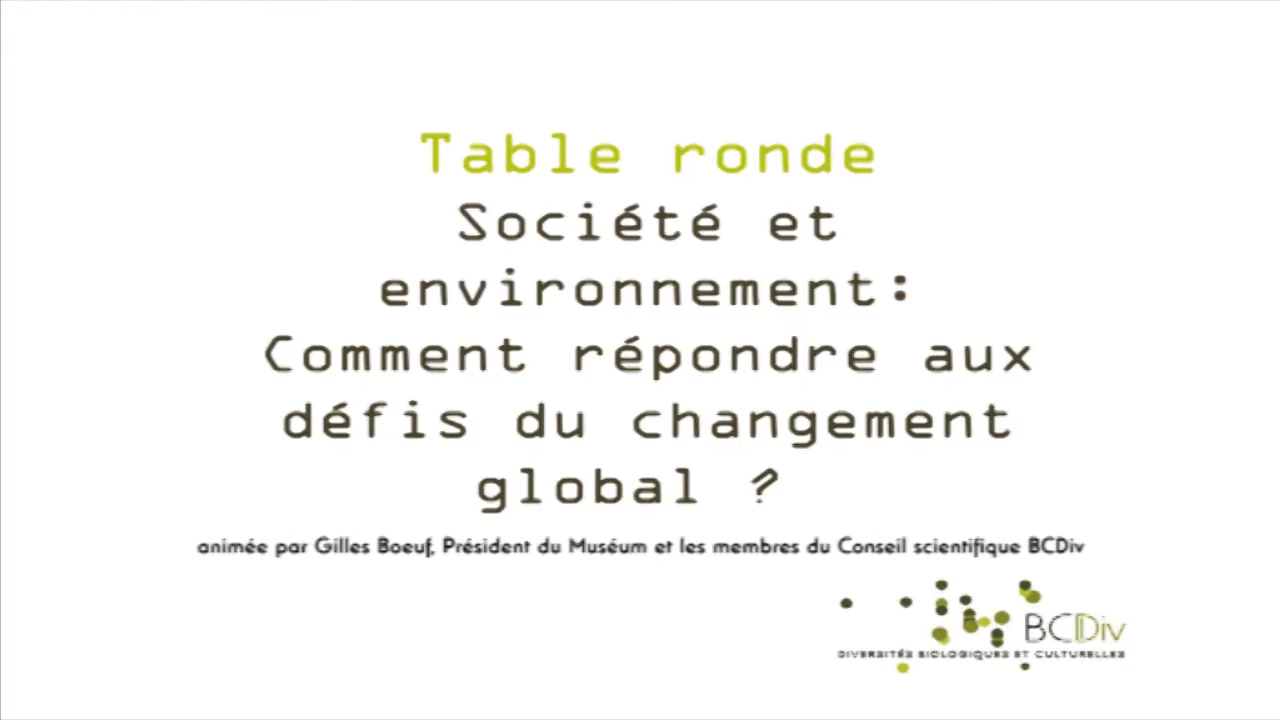 Table ronde
Société et
environnement:
Comment répondre aux
défis du changement
global ?
animée par Gilles Boeuf, Président du Muséum et les membres du Conseil scientifique BCDiv
BCDiv
DIVERSITÉS BIOLOGIQUES ET CULTURELLES